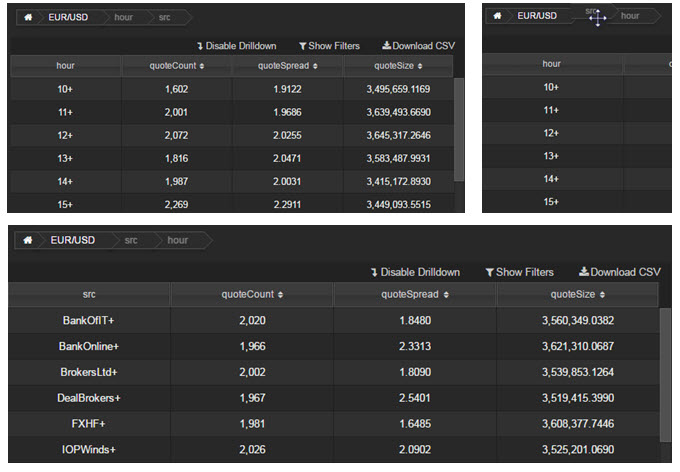 EUR/USD hour src
Disable Drilldown Show Filters Download CSV
hour quoteCount quoteSpread quoteSize
10+ 1,602 1.9122 3,495,659.1169
11+ 2,001 1.9686 3,639,493.6690
12+ 2,072 2.0255 3,645,317.2646
13+ 1,816 2.0471 3,583,487.9931
14+ 1,987 2.0031 3,415,172.8930
15+ 2,269 2.2911 3,449,093.5515
EUR/USD src hour
hour
10+
11+
12+
13+
14+
15+
EUR/USD src hour
Disable Drilldown Show Filters Download CSV
src quoteCount quoteSpread quoteSize
BankOfIT+ 2,020 1.8480 3,560,349.0382
BankOnline+ 1,966 2.3313 3,621,310.0687
BrokersLtd+ 2,002 1.8090 3,539,853.1264
DealBrokers+ 1,967 2.5401 3,519,415.3990
FXHF+ 1,981 1.6485 3,608,377.7446
IOPWinds+ 2,026 2.0902 3,525,201.0690